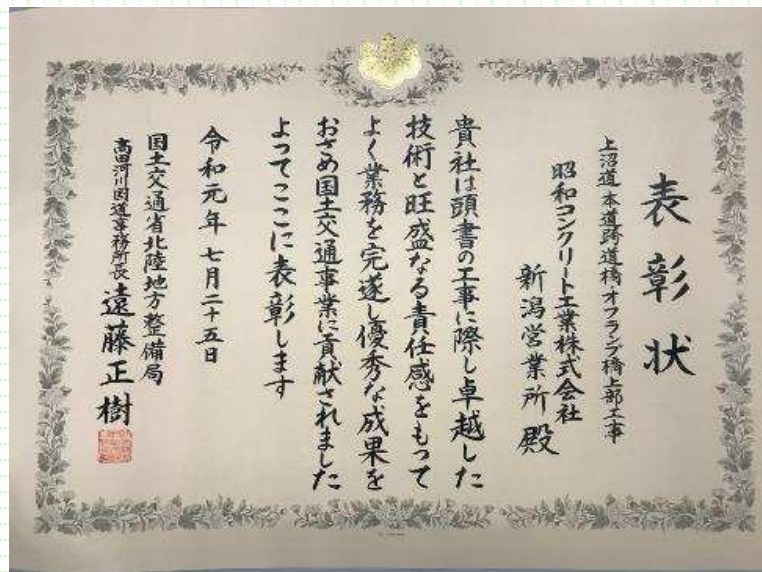 表彰状
上沼道本道跨道橋オフランプ橋上部工事
昭和コンクリート工業株式会社
新潟営業所殿
貴社は頭書の工事に際し卓越した
技術と旺盛なる責任感をもって
よく業務を完遂し優秀な成果を
おさめ国土交通事業に貢献されました
よってここに表彰します
令和元年七月二十五日
国土交通省北陸地方整備局
高田河川国道事務所長 遠藤正樹